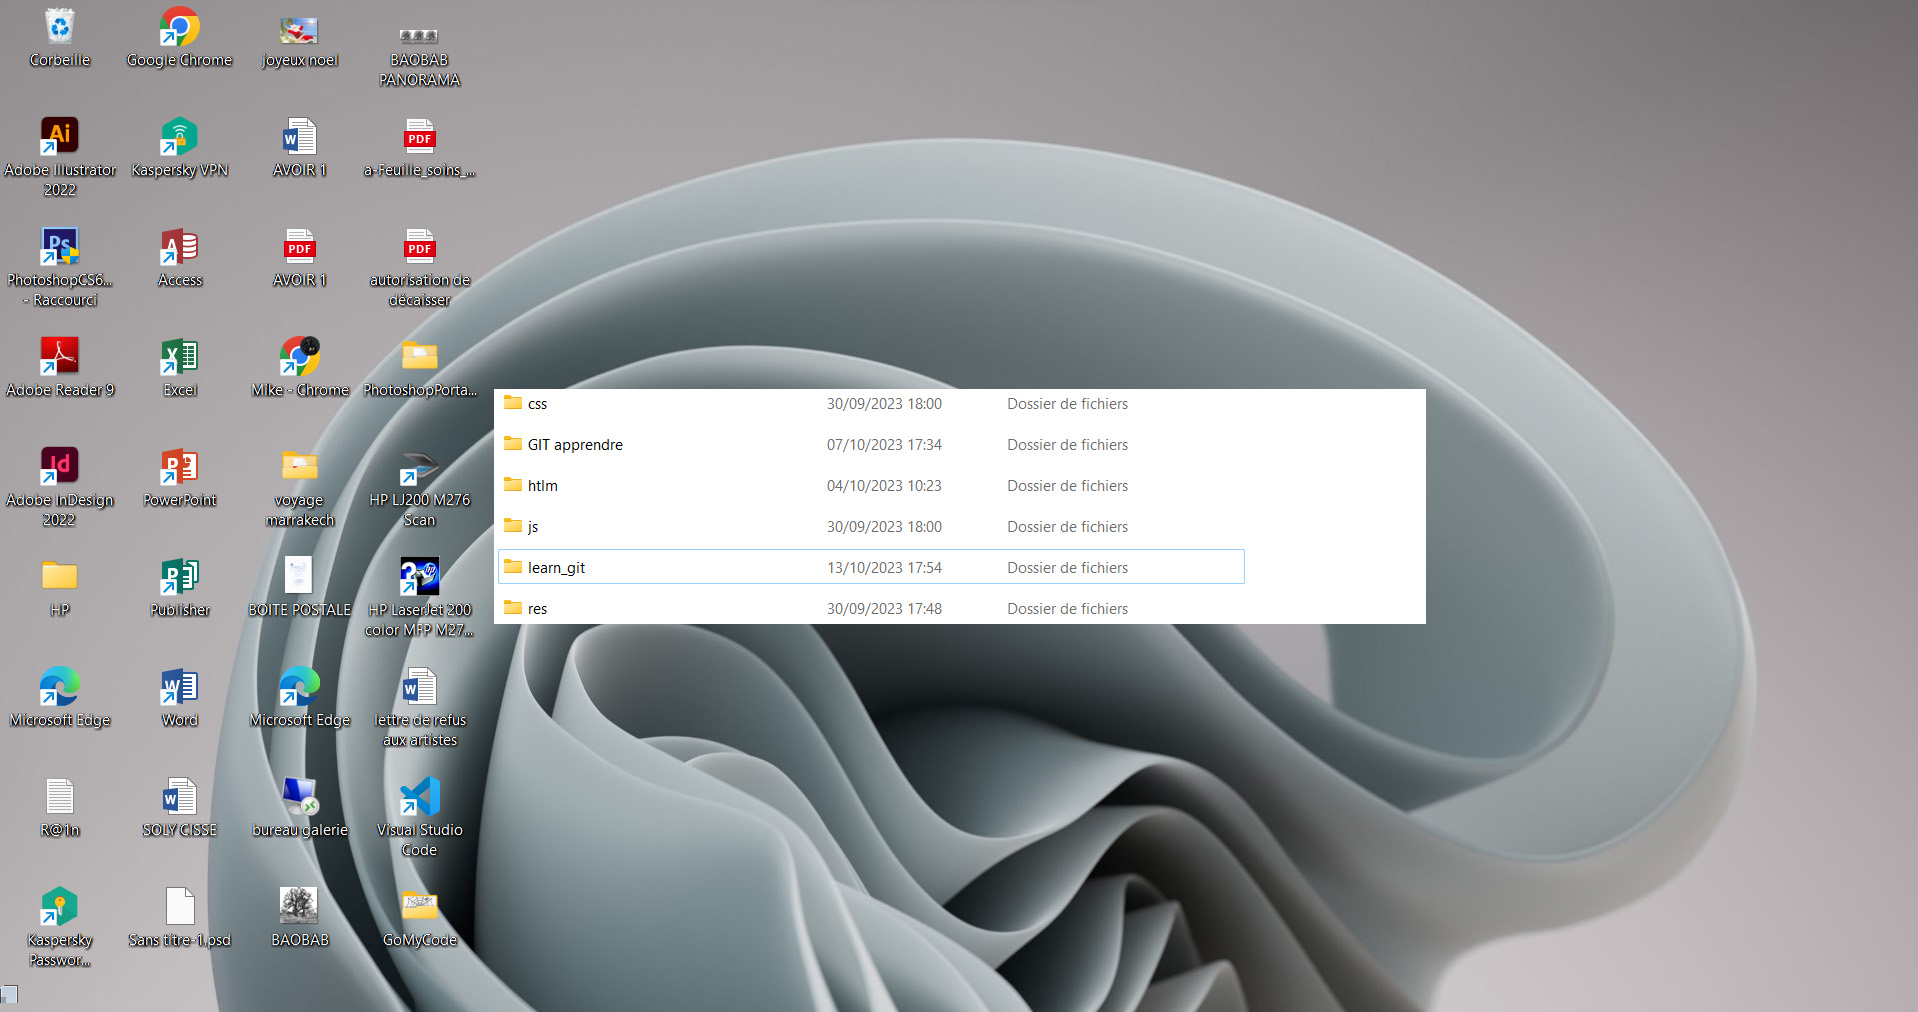 Corbeille
Google Chrome
joyeux noel
BAOBAB
PANORAMA
Adobe Illustrator
2022
Kaspersky VPN
AVOIR 1
a-Feuille_soins_...
PhotoshopCS6...
- Raccourci
Access
AVOIR 1
autorisation de
décaisser
Adobe Reader 9
Excel
Mike - Chrome
PhotoshopPorta...
Adobe InDesign
2022
PowerPoint
voyage
marrakech
HP LJ200 M276
Scan
HP
Publisher
BOITE POSTALE
HP LaserJet 200
color MFP M27...
Microsoft Edge
Word
Microsoft Edge
lettre de refus
aux artistes
R@1n
SOLY CISSE
bureau galerie
Visual Studio
Code
Kaspersky
Passwor...
Sans titre-1.psd
BAOBAB
GoMyCode
css 30/09/2023 18:00 Dossier de fichiers
GIT apprendre 07/10/2023 17:34 Dossier de fichiers
htlm 04/10/2023 10:23 Dossier de fichiers
js 30/09/2023 18:00 Dossier de fichiers
learn_git 13/10/2023 17:54 Dossier de fichiers
res 30/09/2023 17:48 Dossier de fichiers